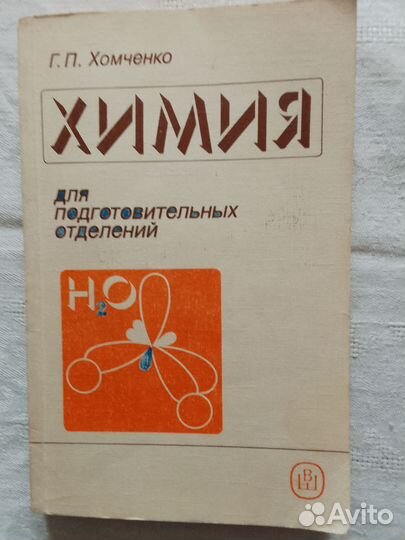 Г. П. Хомченко
ХИМИЯ
для
подготовительных
отделений
H2O
ВШ
Avito